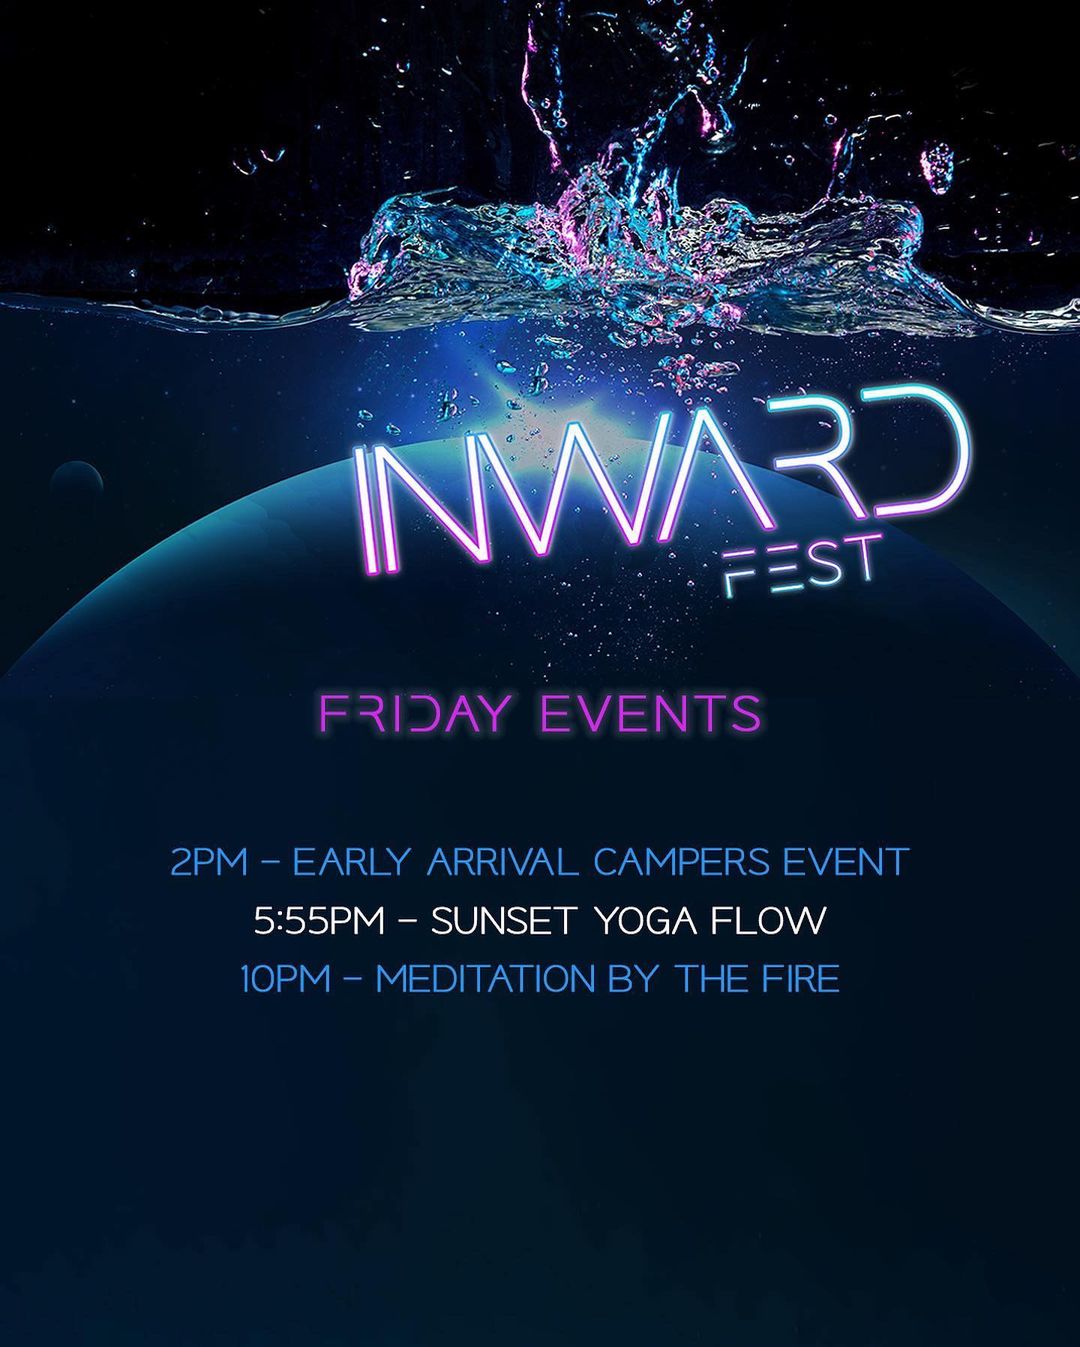 INWARD
FEST
FRIDAY EVENTS
2PM – EARLY ARRIVAL CAMPERS EVENT
5:55PM – SUNSET YOGA FLOW
10PM – MEDITATION BY THE FIRE